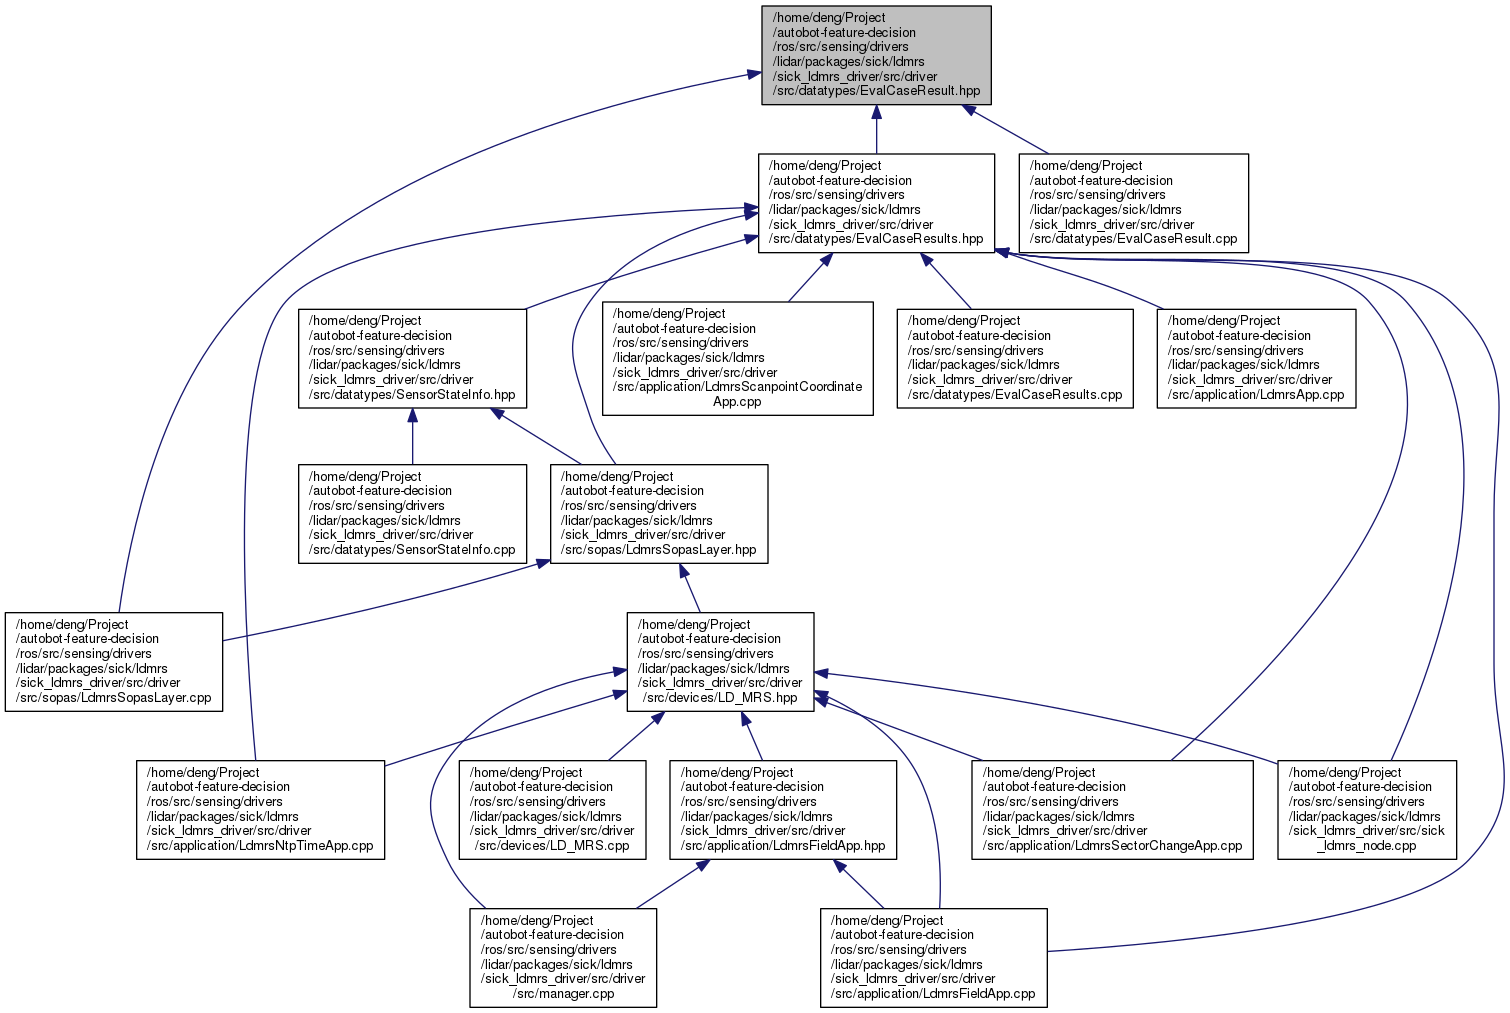 /home/deng/Project
/autobot-feature-decision
/ros/src/sensing/drivers
/lidar/packages/sick/ldmrs
/sick_ldmrs_driver/src/driver
/src/datatypes/EvalCaseResult.hpp
/home/deng/Project
/autobot-feature-decision
/ros/src/sensing/drivers
/lidar/packages/sick/ldmrs
/sick_ldmrs_driver/src/driver
/src/datatypes/EvalCaseResults.hpp
/home/deng/Project
/autobot-feature-decision
/ros/src/sensing/drivers
/lidar/packages/sick/ldmrs
/sick_ldmrs_driver/src/driver
/src/datatypes/EvalCaseResult.cpp
/home/deng/Project
/autobot-feature-decision
/ros/src/sensing/drivers
/lidar/packages/sick/ldmrs
/sick_ldmrs_driver/src/driver
/src/datatypes/SensorStateInfo.hpp
/home/deng/Project
/autobot-feature-decision
/ros/src/sensing/drivers
/lidar/packages/sick/ldmrs
/sick_ldmrs_driver/src/driver
/src/application/LdmrsScanpointCoordinate
App.cpp
/home/deng/Project
/autobot-feature-decision
/ros/src/sensing/drivers
/lidar/packages/sick/ldmrs
/sick_ldmrs_driver/src/driver
/src/datatypes/EvalCaseResults.cpp
/home/deng/Project
/autobot-feature-decision
/ros/src/sensing/drivers
/lidar/packages/sick/ldmrs
/sick_ldmrs_driver/src/driver
/src/application/LdmrsApp.cpp
/home/deng/Project
/autobot-feature-decision
/ros/src/sensing/drivers
/lidar/packages/sick/ldmrs
/sick_ldmrs_driver/src/driver
/src/datatypes/SensorStateInfo.cpp
/home/deng/Project
/autobot-feature-decision
/ros/src/sensing/drivers
/lidar/packages/sick/ldmrs
/sick_ldmrs_driver/src/driver
/src/sopas/LdmrsSopasLayer.hpp
/home/deng/Project
/autobot-feature-decision
/ros/src/sensing/drivers
/lidar/packages/sick/ldmrs
/sick_ldmrs_driver/src/driver
/src/sopas/LdmrsSopasLayer.cpp
/home/deng/Project
/autobot-feature-decision
/ros/src/sensing/drivers
/lidar/packages/sick/ldmrs
/sick_ldmrs_driver/src/driver
/src/devices/LD_MRS.hpp
/home/deng/Project
/autobot-feature-decision
/ros/src/sensing/drivers
/lidar/packages/sick/ldmrs
/sick_ldmrs_driver/src/driver
/src/application/LdmrsNtpTimeApp.cpp
/home/deng/Project
/autobot-feature-decision
/ros/src/sensing/drivers
/lidar/packages/sick/ldmrs
/sick_ldmrs_driver/src/driver
/src/devices/LD_MRS.cpp
/home/deng/Project
/autobot-feature-decision
/ros/src/sensing/drivers
/lidar/packages/sick/ldmrs
/sick_ldmrs_driver/src/driver
/src/application/LdmrsFieldApp.hpp
/home/deng/Project
/autobot-feature-decision
/ros/src/sensing/drivers
/lidar/packages/sick/ldmrs
/sick_ldmrs_driver/src/driver
/src/application/LdmrsSectorChangeApp.cpp
/home/deng/Project
/autobot-feature-decision
/ros/src/sensing/drivers
/lidar/packages/sick/ldmrs
/sick_ldmrs_driver/src/sick
_ldmrs_node.cpp
/home/deng/Project
/autobot-feature-decision
/ros/src/sensing/drivers
/lidar/packages/sick/ldmrs
/sick_ldmrs_driver/src/driver
/src/manager.cpp
/home/deng/Project
/autobot-feature-decision
/ros/src/sensing/drivers
/lidar/packages/sick/ldmrs
/sick_ldmrs_driver/src/driver
/src/application/LdmrsFieldApp.cpp